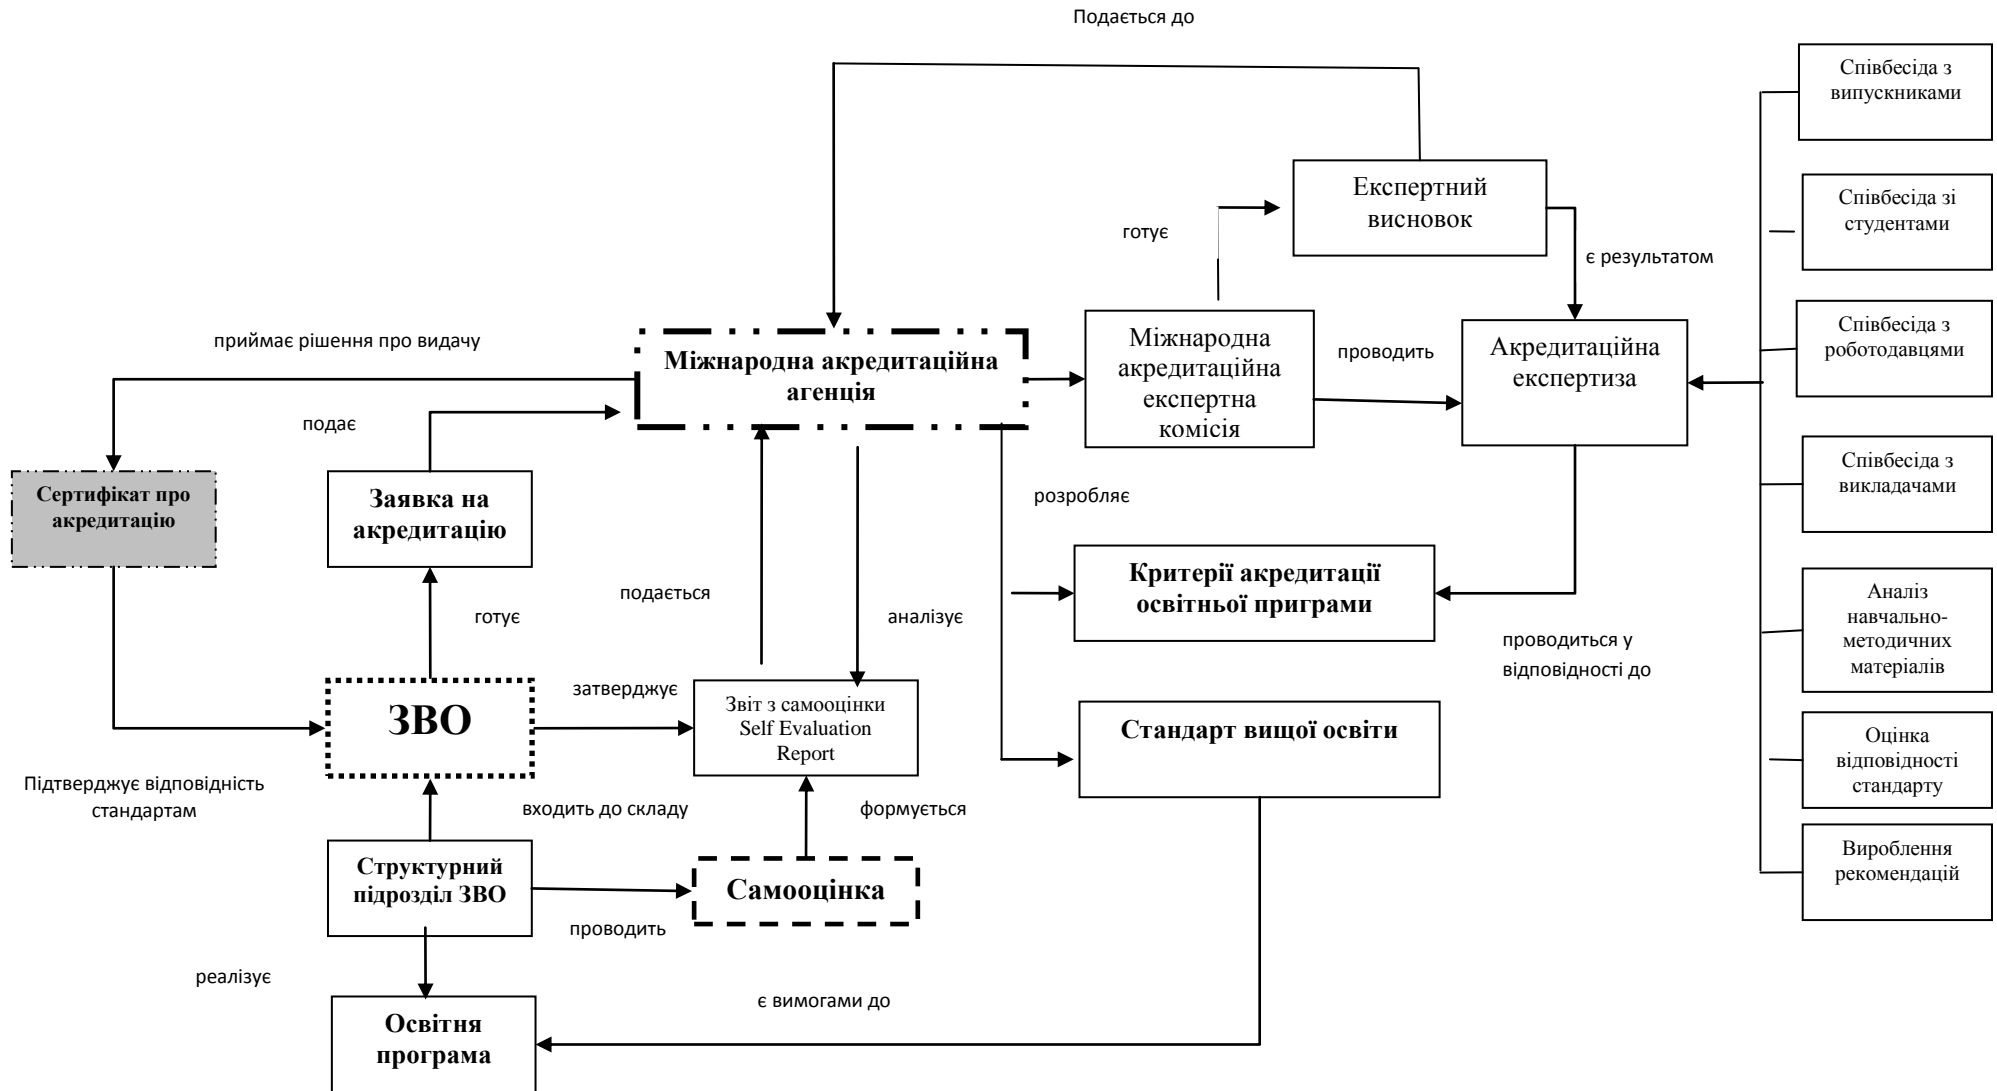 Подається до
Співбесіда з
випускниками
Експертний
висновок
готує
Співбесіда зі
студентами
є результатом
приймає рішення про видачу
Міжнародна акредитаційна
агенція
Міжнародна
акредитаційна
експертна
комісія
проводить
Акредитаційна
експертиза
Співбесіда з
роботодавцями
подає
Сертифікат про
акредитацію
Заявка на
акредитацію
розробляє
Співбесіда з
викладачами
готує
подається
аналізує
Критерії акредитації
освітньої приграми
проводиться у
відповідності до
Аналіз
навчально-
методичних
матеріалів
ЗВО
затверджує
Звіт з самооцінки
Self Evaluation
Report
Стандарт вищої освіти
Оцінка
відповідності
стандарту
Підтверджує відповідність
стандартам
входить до складу
формується
Структурний
підрозділ ЗВО
проводить
Самооцінка
Вироблення
рекомендацій
реалізує
є вимогами до
Освітня
програма